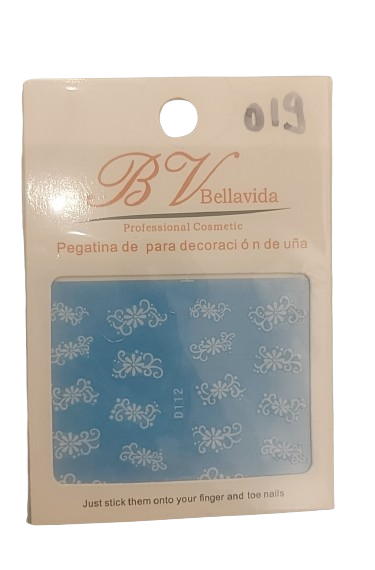 019
BV Bellavida
Professional Cosmetic
Pegatina de para decoración de uña
D112
Just stick them onto your finger and toe nails